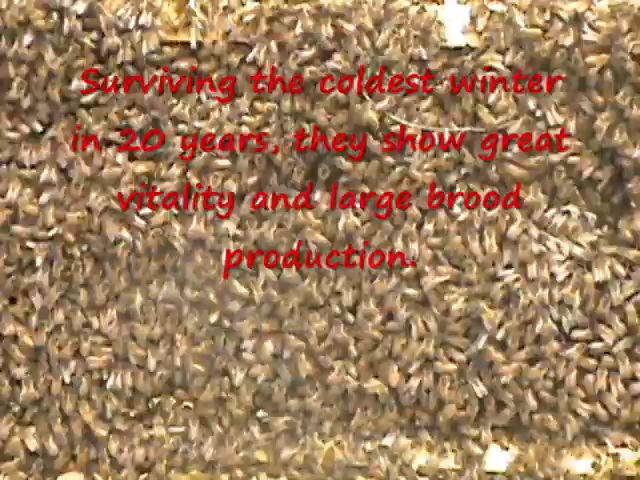 Surviving the coldest winter
in 20 years, they show great
vitality and large brood
production.